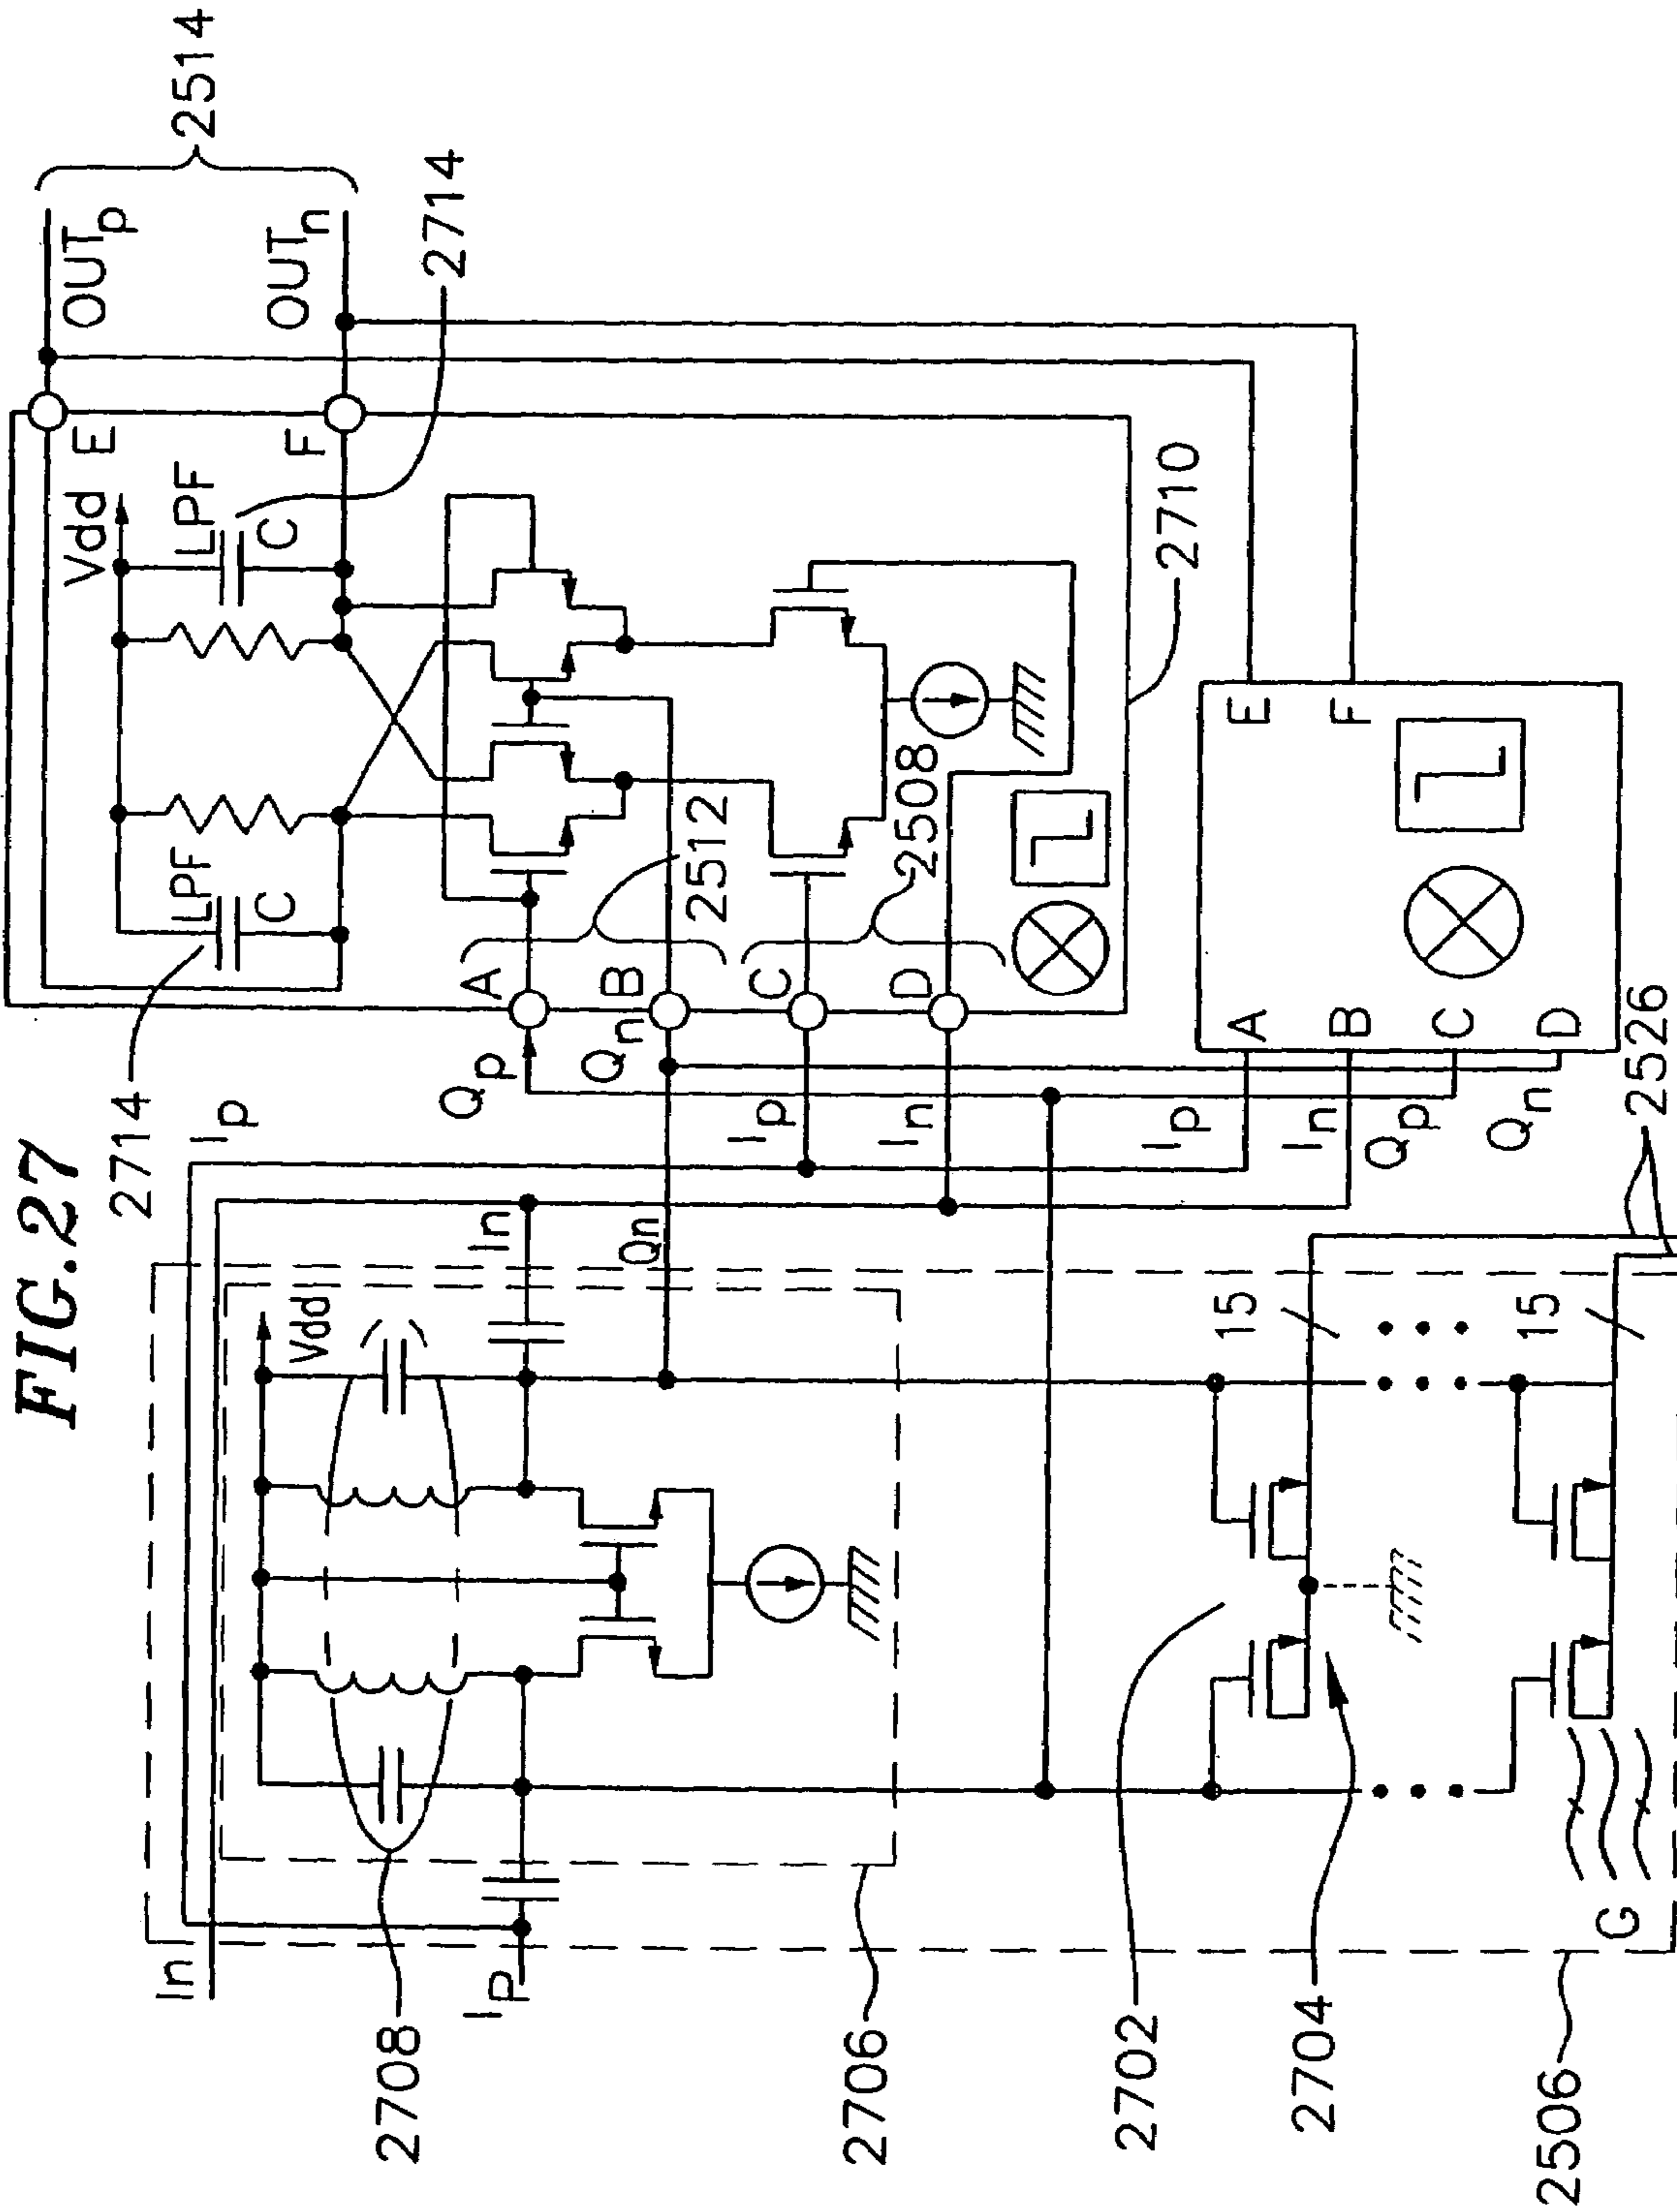 FIG.27
2514
OUTp
OUTn
2714
E
F
Vdd
LPF
C
LPF
C
2714
2710
2512
2508
A
B
C
D
Qp
Qn
Ip
In
Ip
E
F
A
B
C
D
Ip
In
Qp
Qn
2526
In
Qn
Vdd
15
15
In
Ip
2708
2706
2702
2704
2506
G